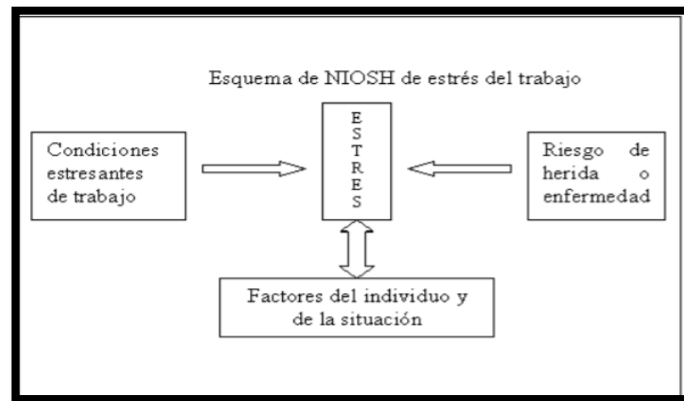 Esquema de NIOSH de estrés del trabajo
E
S
T
R
E
S
Condiciones
estresantes
de trabajo
Riesgo de
herida o
enfermedad
Factores del individuo y
de la situación